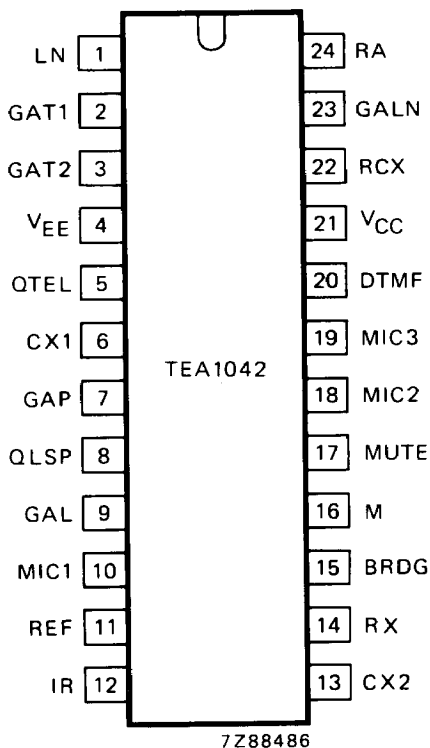 LN 1
24 RA
GAT1 2
23 GALN
GAT2 3
22 RCX
VEE 4
21 VCC
QTEL 5
20 DTMF
CX1 6
19 MIC3
TEA1042
GAP 7
18 MIC2
QLSP 8
17 MUTE
GAL 9
16 M
MIC1 10
15 BRDG
REF 11
14 RX
IR 12
13 CX2
7Z88486